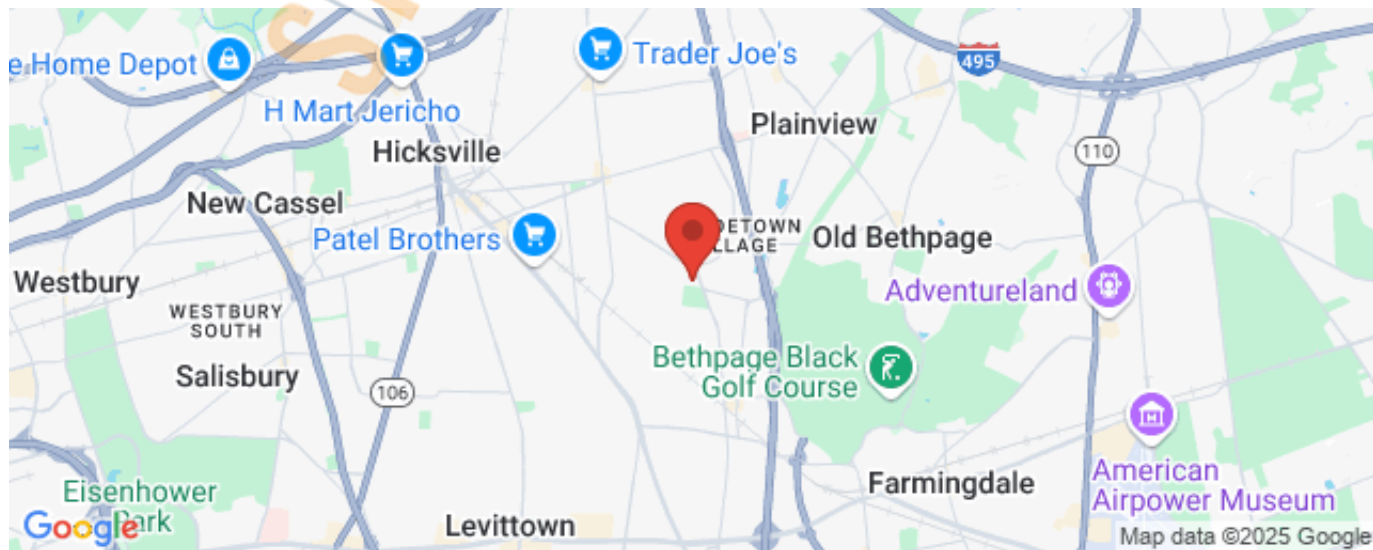 e Home Depot
Trader Joe's
495
H Mart Jericho
Plainview
Hicksville
110
New Cassel
Patel Brothers
DETOWN
LLAGE
Old Bethpage
Westbury
Adventureland
WESTBURY
SOUTH
Salisbury
Bethpage Black
Golf Course
106
American
Airpower Museum
Farmingdale
Eisenhower
Park
Google
Levittown
Map data ©2025 Google